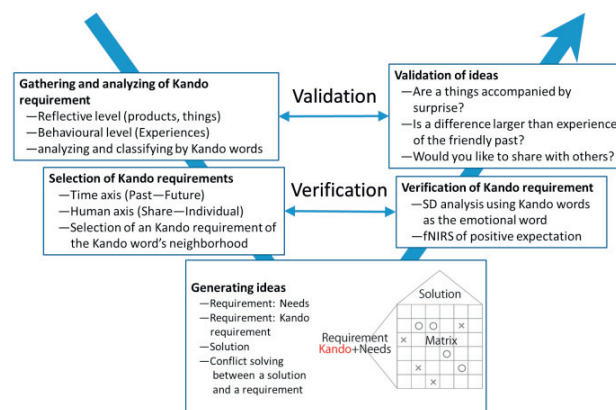 Gathering and analyzing of Kando
requirement
—Reflective level (products, things)
—Behavioural level (Experiences)
—analyzing and classifying by Kando words
Validation
Validation of ideas
—Are a things accompanied by
surprise?
—Is a difference larger than experience
of the friendly past?
—Would you like to share with others?
Selection of Kando requirements
—Time axis (Past—Future)
—Human axis (Share—Individual)
—Selection of an Kando requirement of
the Kando word's neighborhood
Verification
Verification of Kando requirement
—SD analysis using Kando words
as the emotional word
—fNIRS of positive expectation
Generating ideas
—Requirement: Needs
—Requirement: Kando
requirement
—Solution
—Conflict solving
between a solution
and a requirement
Solution
Requirement
Kando+Needs
Matrix